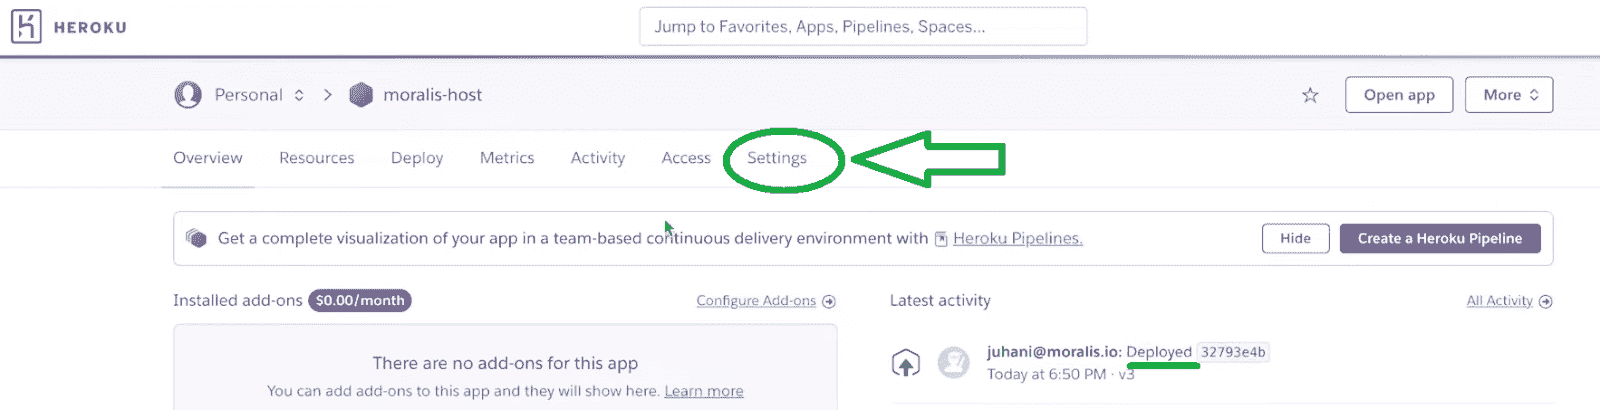 HEROKU
Jump to Favorites, Apps, Pipelines, Spaces...
Personal > moralis-host
Open app
More
Overview Resources Deploy Metrics Activity Access Settings
Get a complete visualization of your app in a team-based continuous delivery environment with Heroku Pipelines.
Hide
Create a Heroku Pipeline
Installed add-ons $0.00/month
Configure Add-ons
There are no add-ons for this app
You can add add-ons to this app and they will show here. Learn more
Latest activity
All Activity
juhani@moralis.io: Deployed 32793e4b
Today at 6:50 PM · v3